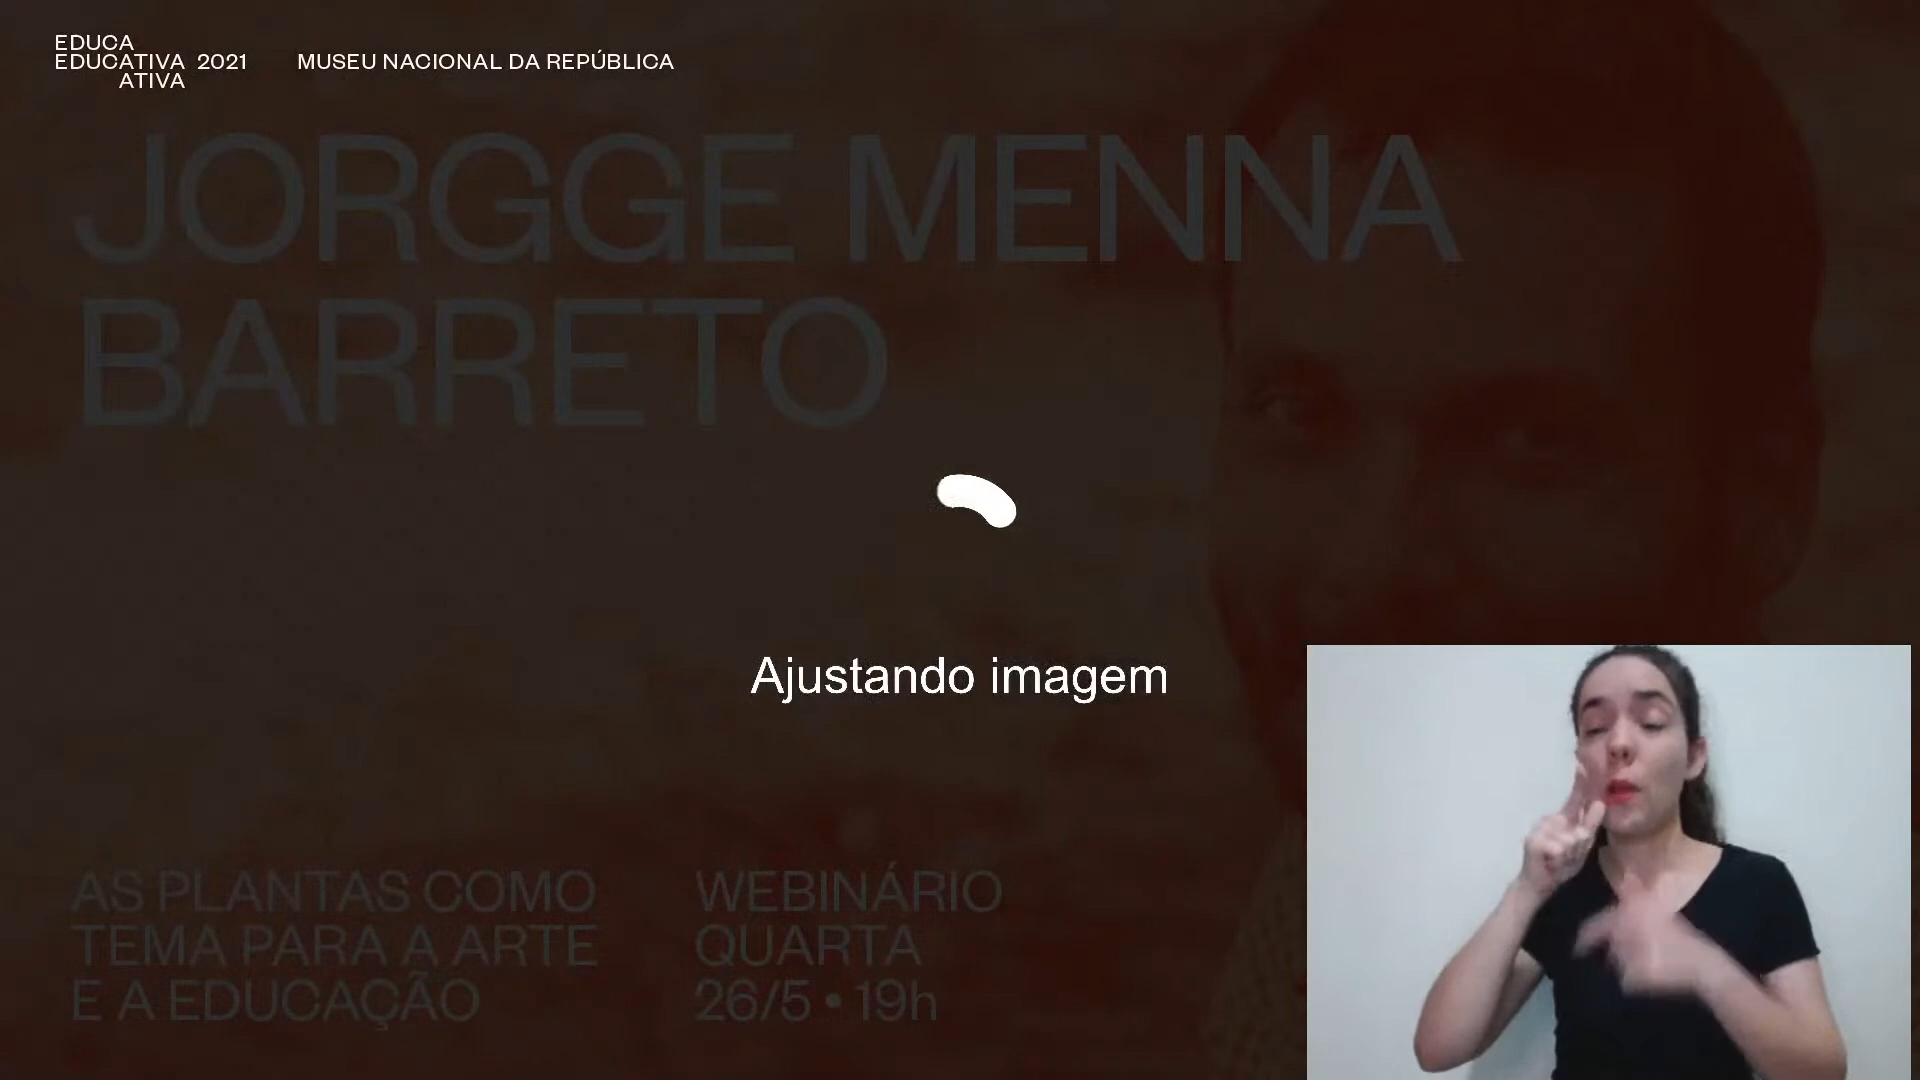 EDUCA
EDUCATIVA 2021
ATIVA
MUSEU NACIONAL DA REPÚBLICA
JORGGE MENNA
BARRETO
Ajustando imagem
AS PLANTAS COMO
TEMA PARA A ARTE
E A EDUCAÇÃO
WEBINÁRIO
QUARTA
26/5 • 19h